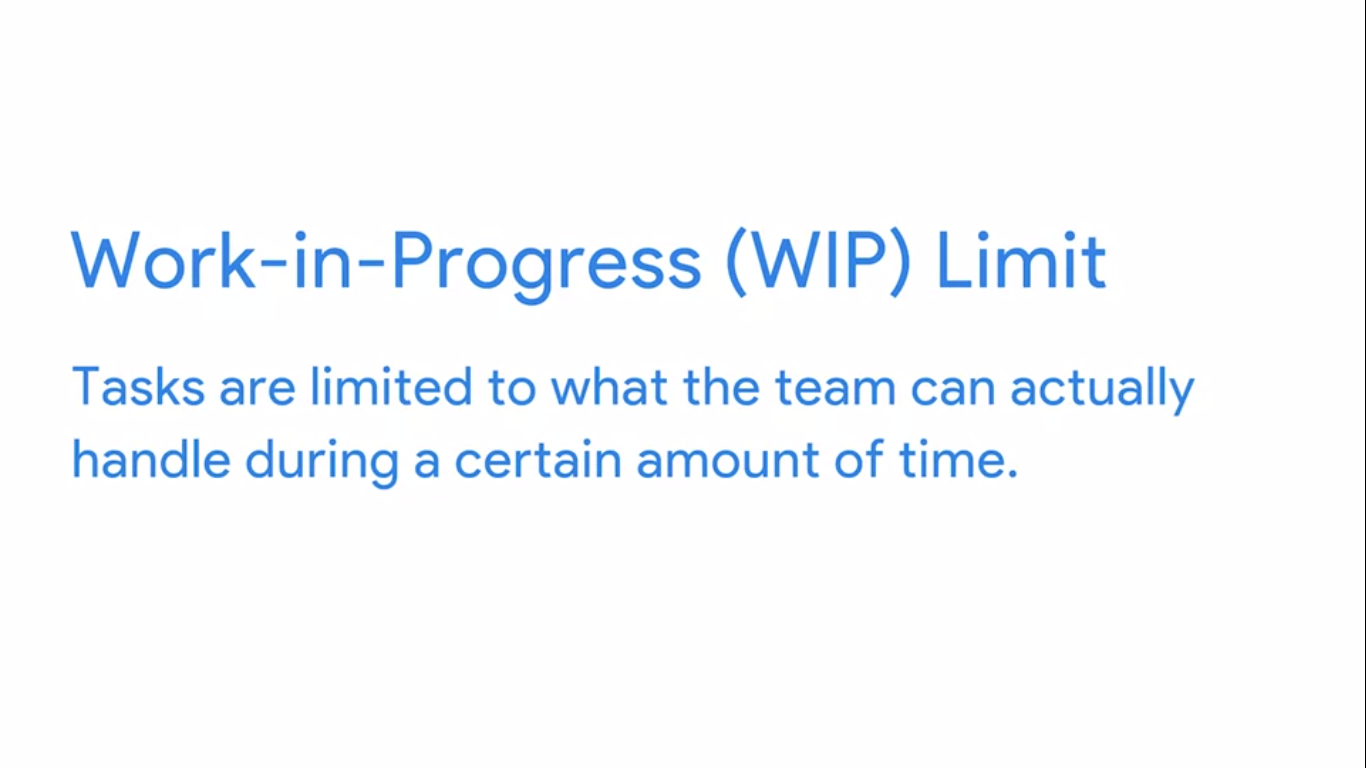 Work-in-Progress (WIP) Limit
Tasks are limited to what the team can actually
handle during a certain amount of time.